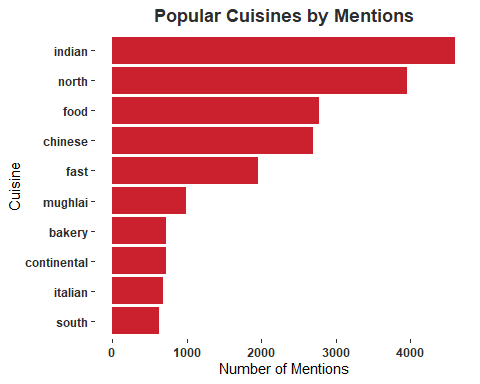 Popular Cuisines by Mentions
indian
north
food
chinese
fast
mughlai
bakery
continental
italian
south
Cuisine
0 1000 2000 3000 4000
Number of Mentions